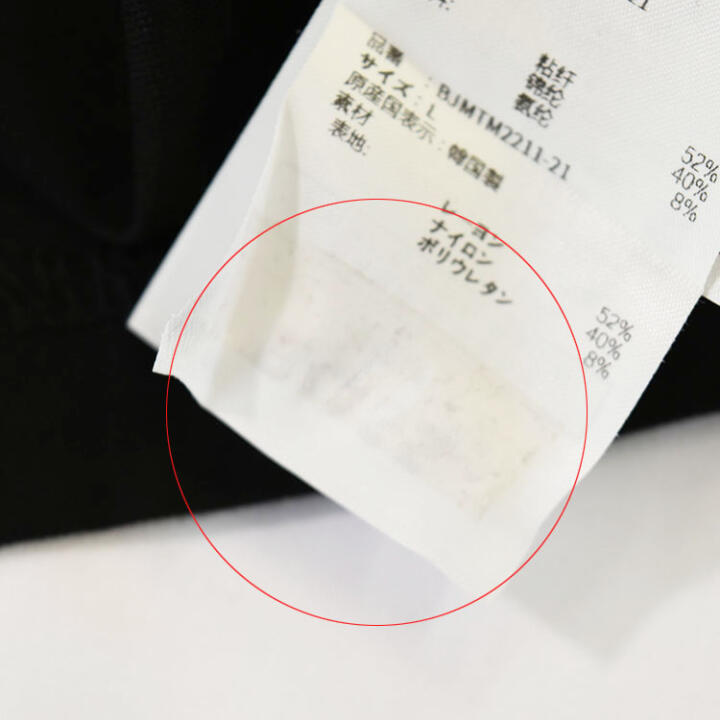 粘纤
锦纶
氨纶
52%
40%
8%
品番 : BJMTM2211-21
サイズ : L
原産国表示 : 韓国製
素材
表地:
レーヨン
ナイロン
ポリウレタン
52%
40%
8%